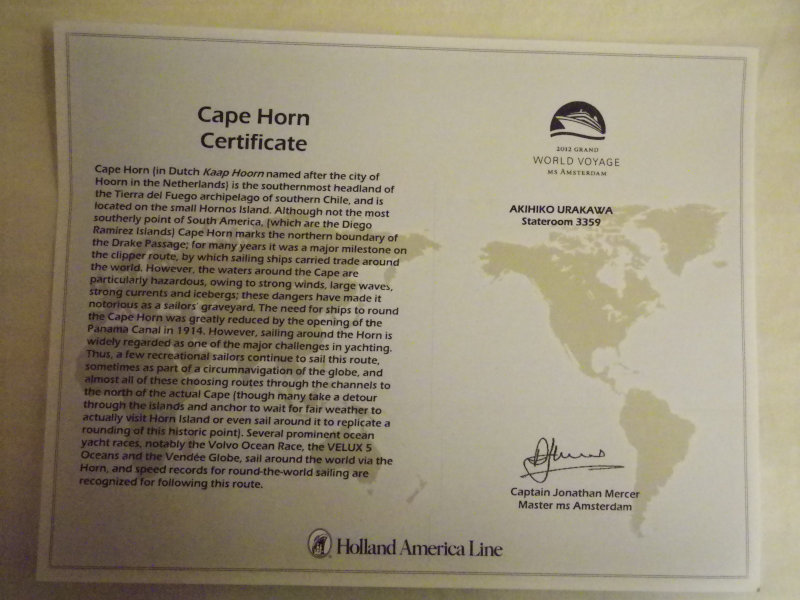 Cape Horn
Certificate
Cape Horn (in Dutch Kaap Hoorn named after the city of
Hoorn in the Netherlands) is the southernmost headland of
the Tierra del Fuego archipelago of southern Chile, and is
located on the small Hornos Island. Although not the most
southerly point of South America, (which are the Diego
Ramirez Islands) Cape Horn marks the northern boundary of
the Drake Passage; for many years it was a major milestone on
the clipper route, by which sailing ships carried trade around
the world. However, the waters around the Cape are
particularly hazardous, owing to strong winds, large waves,
strong currents and icebergs; these dangers have made it
notorious as a sailors' graveyard. The need for ships to round
the Cape Horn was greatly reduced by the opening of the
Panama Canal in 1914. However, sailing around the Horn is
widely regarded as one of the major challenges in yachting.
Thus, a few recreational sailors continue to sail this route,
sometimes as part of a circumnavigation of the globe, and
almost all of these choosing routes through the channels to
the north of the actual Cape (though many take a detour
through the islands and anchor to wait for fair weather to
actually visit Horn Island or even sail around it to replicate a
rounding of this historic point). Several prominent ocean
yacht races, notably the Volvo Ocean Race, the VELUX 5
Oceans and the Vendée Globe, sail around the world via the
Horn, and speed records for round-the-world sailing are
recognized for following this route.
2012 GRAND
WORLD VOYAGE
MS AMSTERDAM
AKIHIKO URAKAWA
Stateroom 3359
Captain Jonathan Mercer
Master ms Amsterdam
Holland America Line